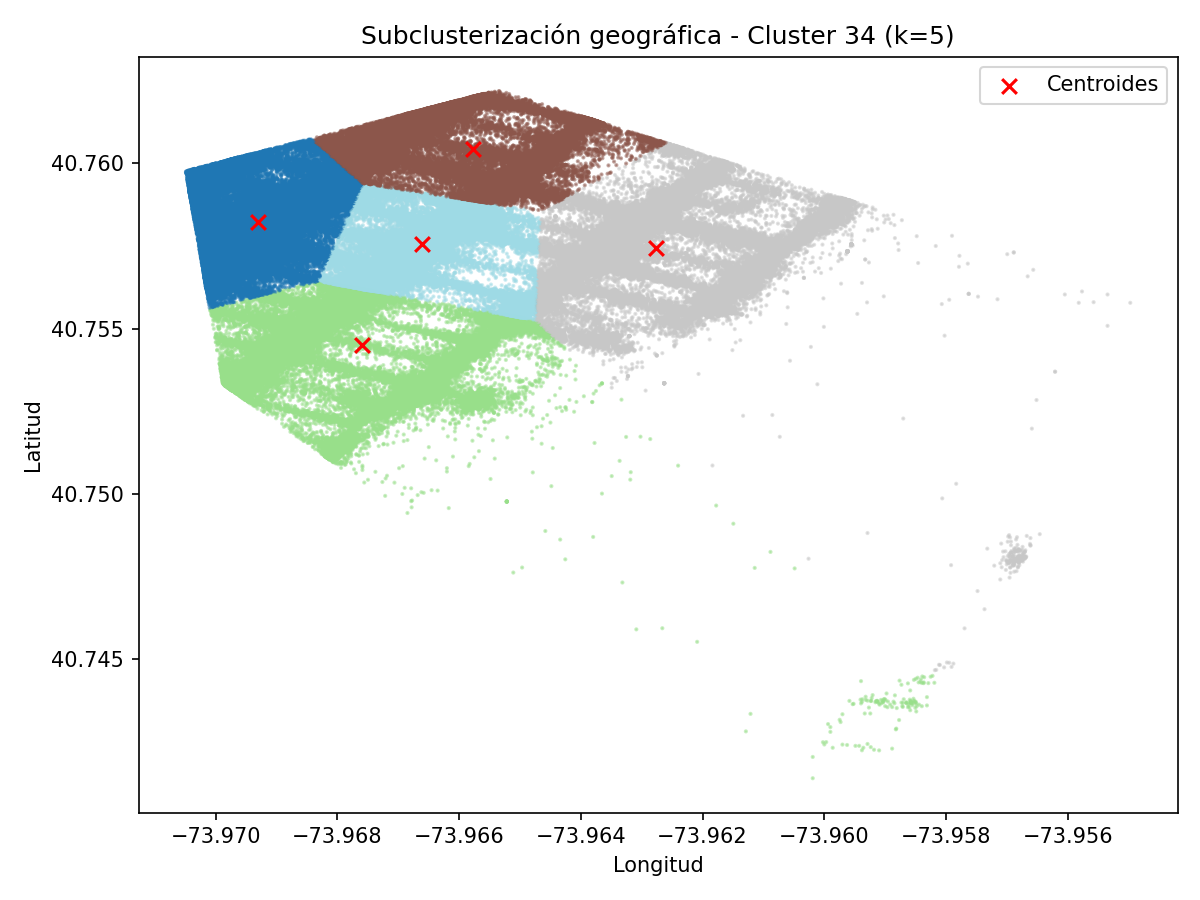 Subclusterización geográfica - Cluster 34 (k=5)
Centroides
40.760
40.755
40.750
40.745
Latitud
−73.970 −73.968 −73.966 −73.964 −73.962 −73.960 −73.958 −73.956
Longitud